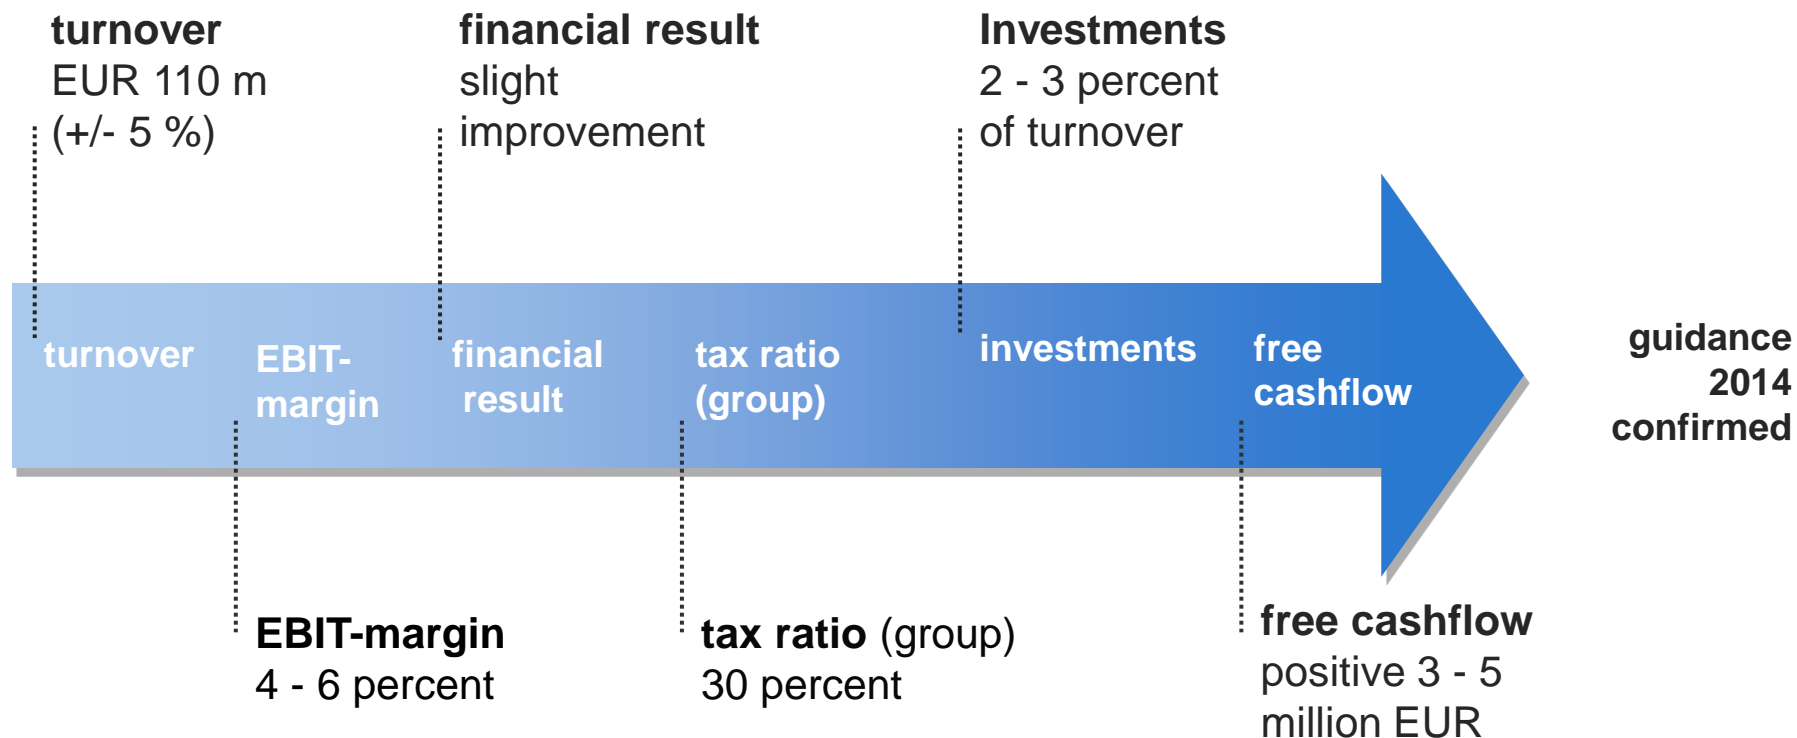 turnover
EUR 110 m
(+/- 5 %)
financial result
slight
improvement
Investments
2 - 3 percent
of turnover
turnover
EBIT-
margin
financial
result
tax ratio
(group)
investments
free
cashflow
guidance
2014
confirmed
EBIT-margin
4 - 6 percent
tax ratio (group)
30 percent
free cashflow
positive 3 - 5
million EUR